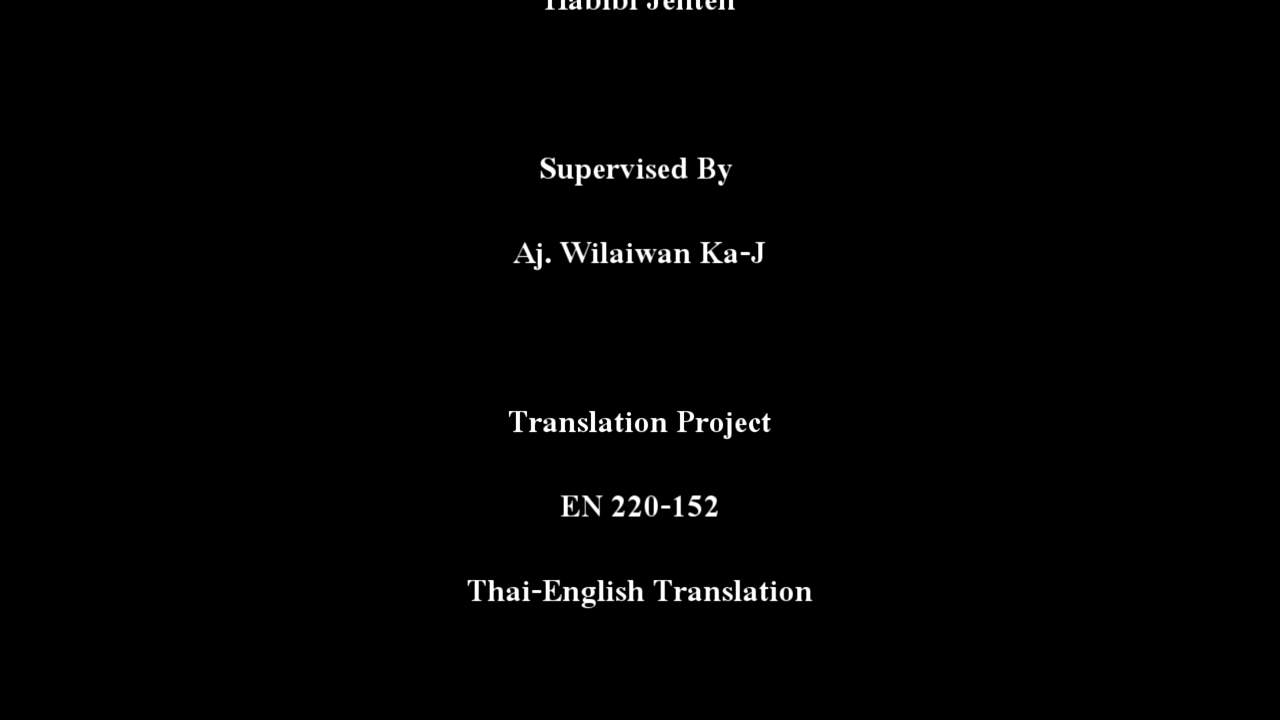 Supervised By
Aj. Wilaiwan Ka-J
Translation Project
EN 220-152
Thai-English Translation